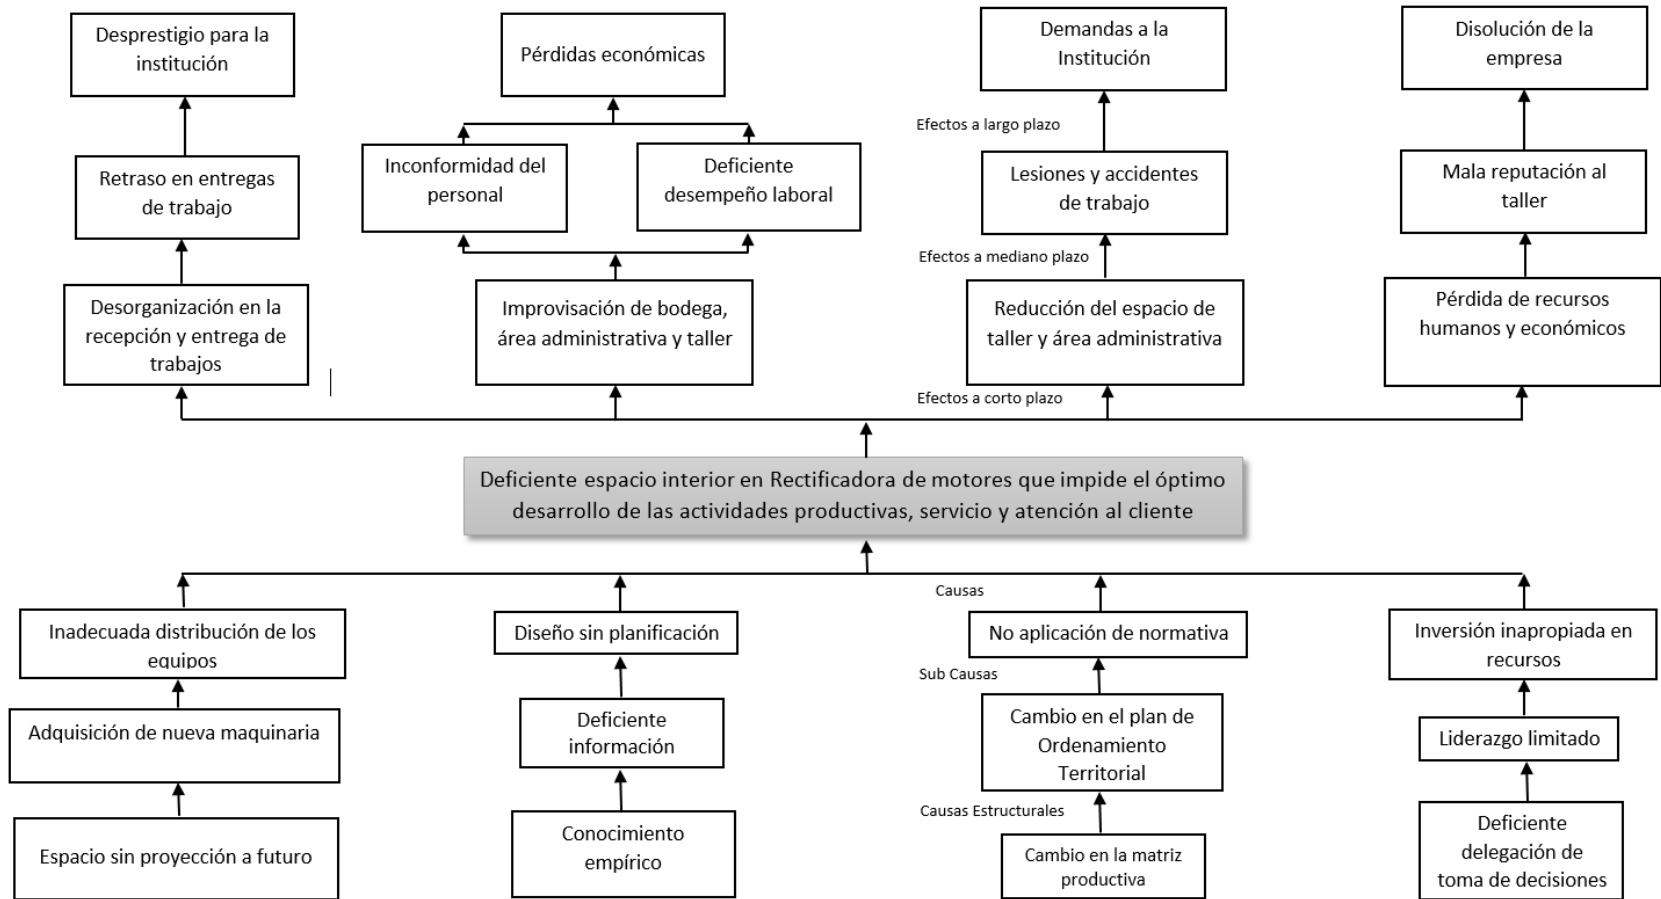 Desprestigio para la
institución
Pérdidas económicas
Demandas a la
Institución
Disolución de la
empresa
Efectos a largo plazo
Retraso en entregas
de trabajo
Inconformidad del
personal
Deficiente
desempeño laboral
Lesiones y accidentes
de trabajo
Mala reputación al
taller
Efectos a mediano plazo
Desorganización en la
recepción y entrega de
trabajos
Improvisación de bodega,
área administrativa y taller
Reducción del espacio de
taller y área administrativa
Pérdida de recursos
humanos y económicos
Efectos a corto plazo
Deficiente espacio interior en Rectificadora de motores que impide el óptimo
desarrollo de las actividades productivas, servicio y atención al cliente
Causas
Inadecuada distribución de los
equipos
Diseño sin planificación
No aplicación de normativa
Inversión inapropiada en
recursos
Sub Causas
Adquisición de nueva maquinaria
Deficiente
información
Cambio en el plan de
Ordenamiento
Territorial
Liderazgo limitado
Causas Estructurales
Espacio sin proyección a futuro
Conocimiento
empírico
Cambio en la matriz
productiva
Deficiente
delegación de
toma de decisiones